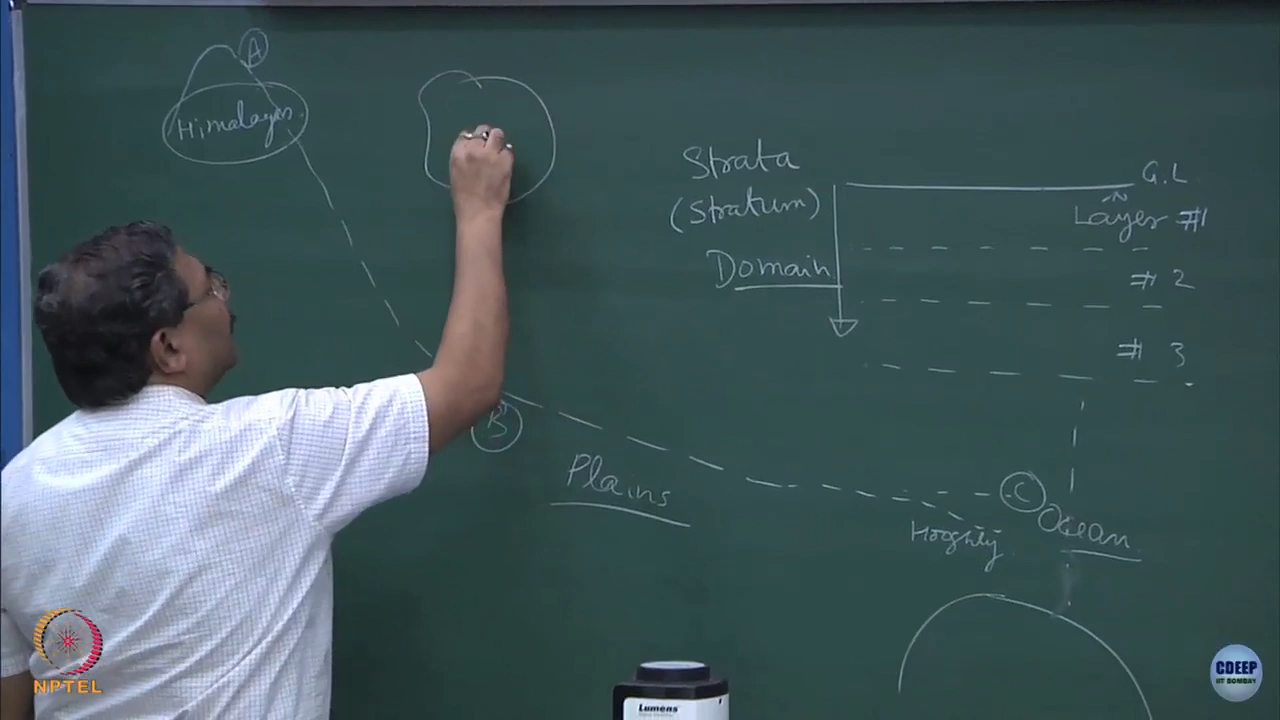 A
Himalayas
Strata
(Stratum)
Domain
G.L
Layer #1
# 2
# 3
B
Plains
C
Ocean
Hooghly
NPTEL
Lumens
CDEEP
IIT BOMBAY